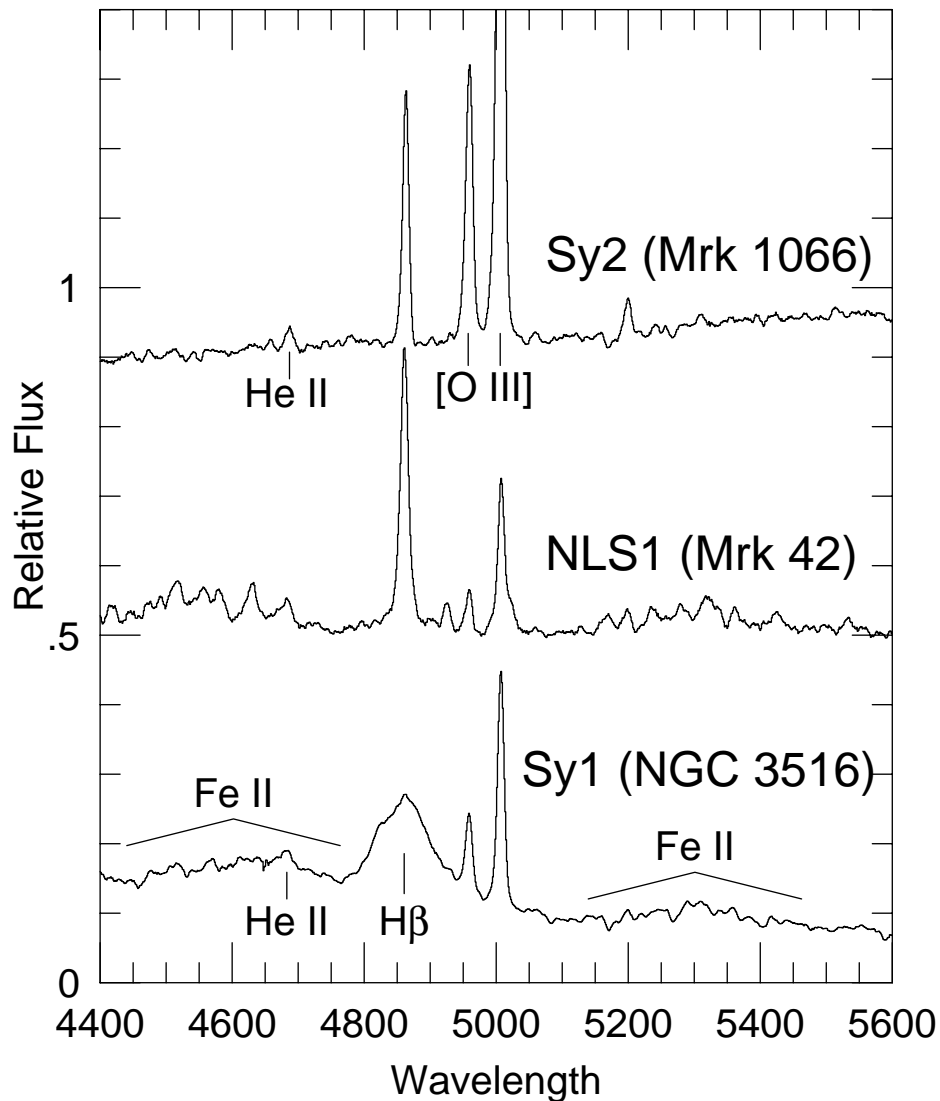 Sy2 (Mrk 1066)
1
He II
[O III]
Relative Flux
NLS1 (Mrk 42)
.5
Sy1 (NGC 3516)
Fe II
Fe II
He II
Hβ
0
4400 4600 4800 5000 5200 5400 5600
Wavelength